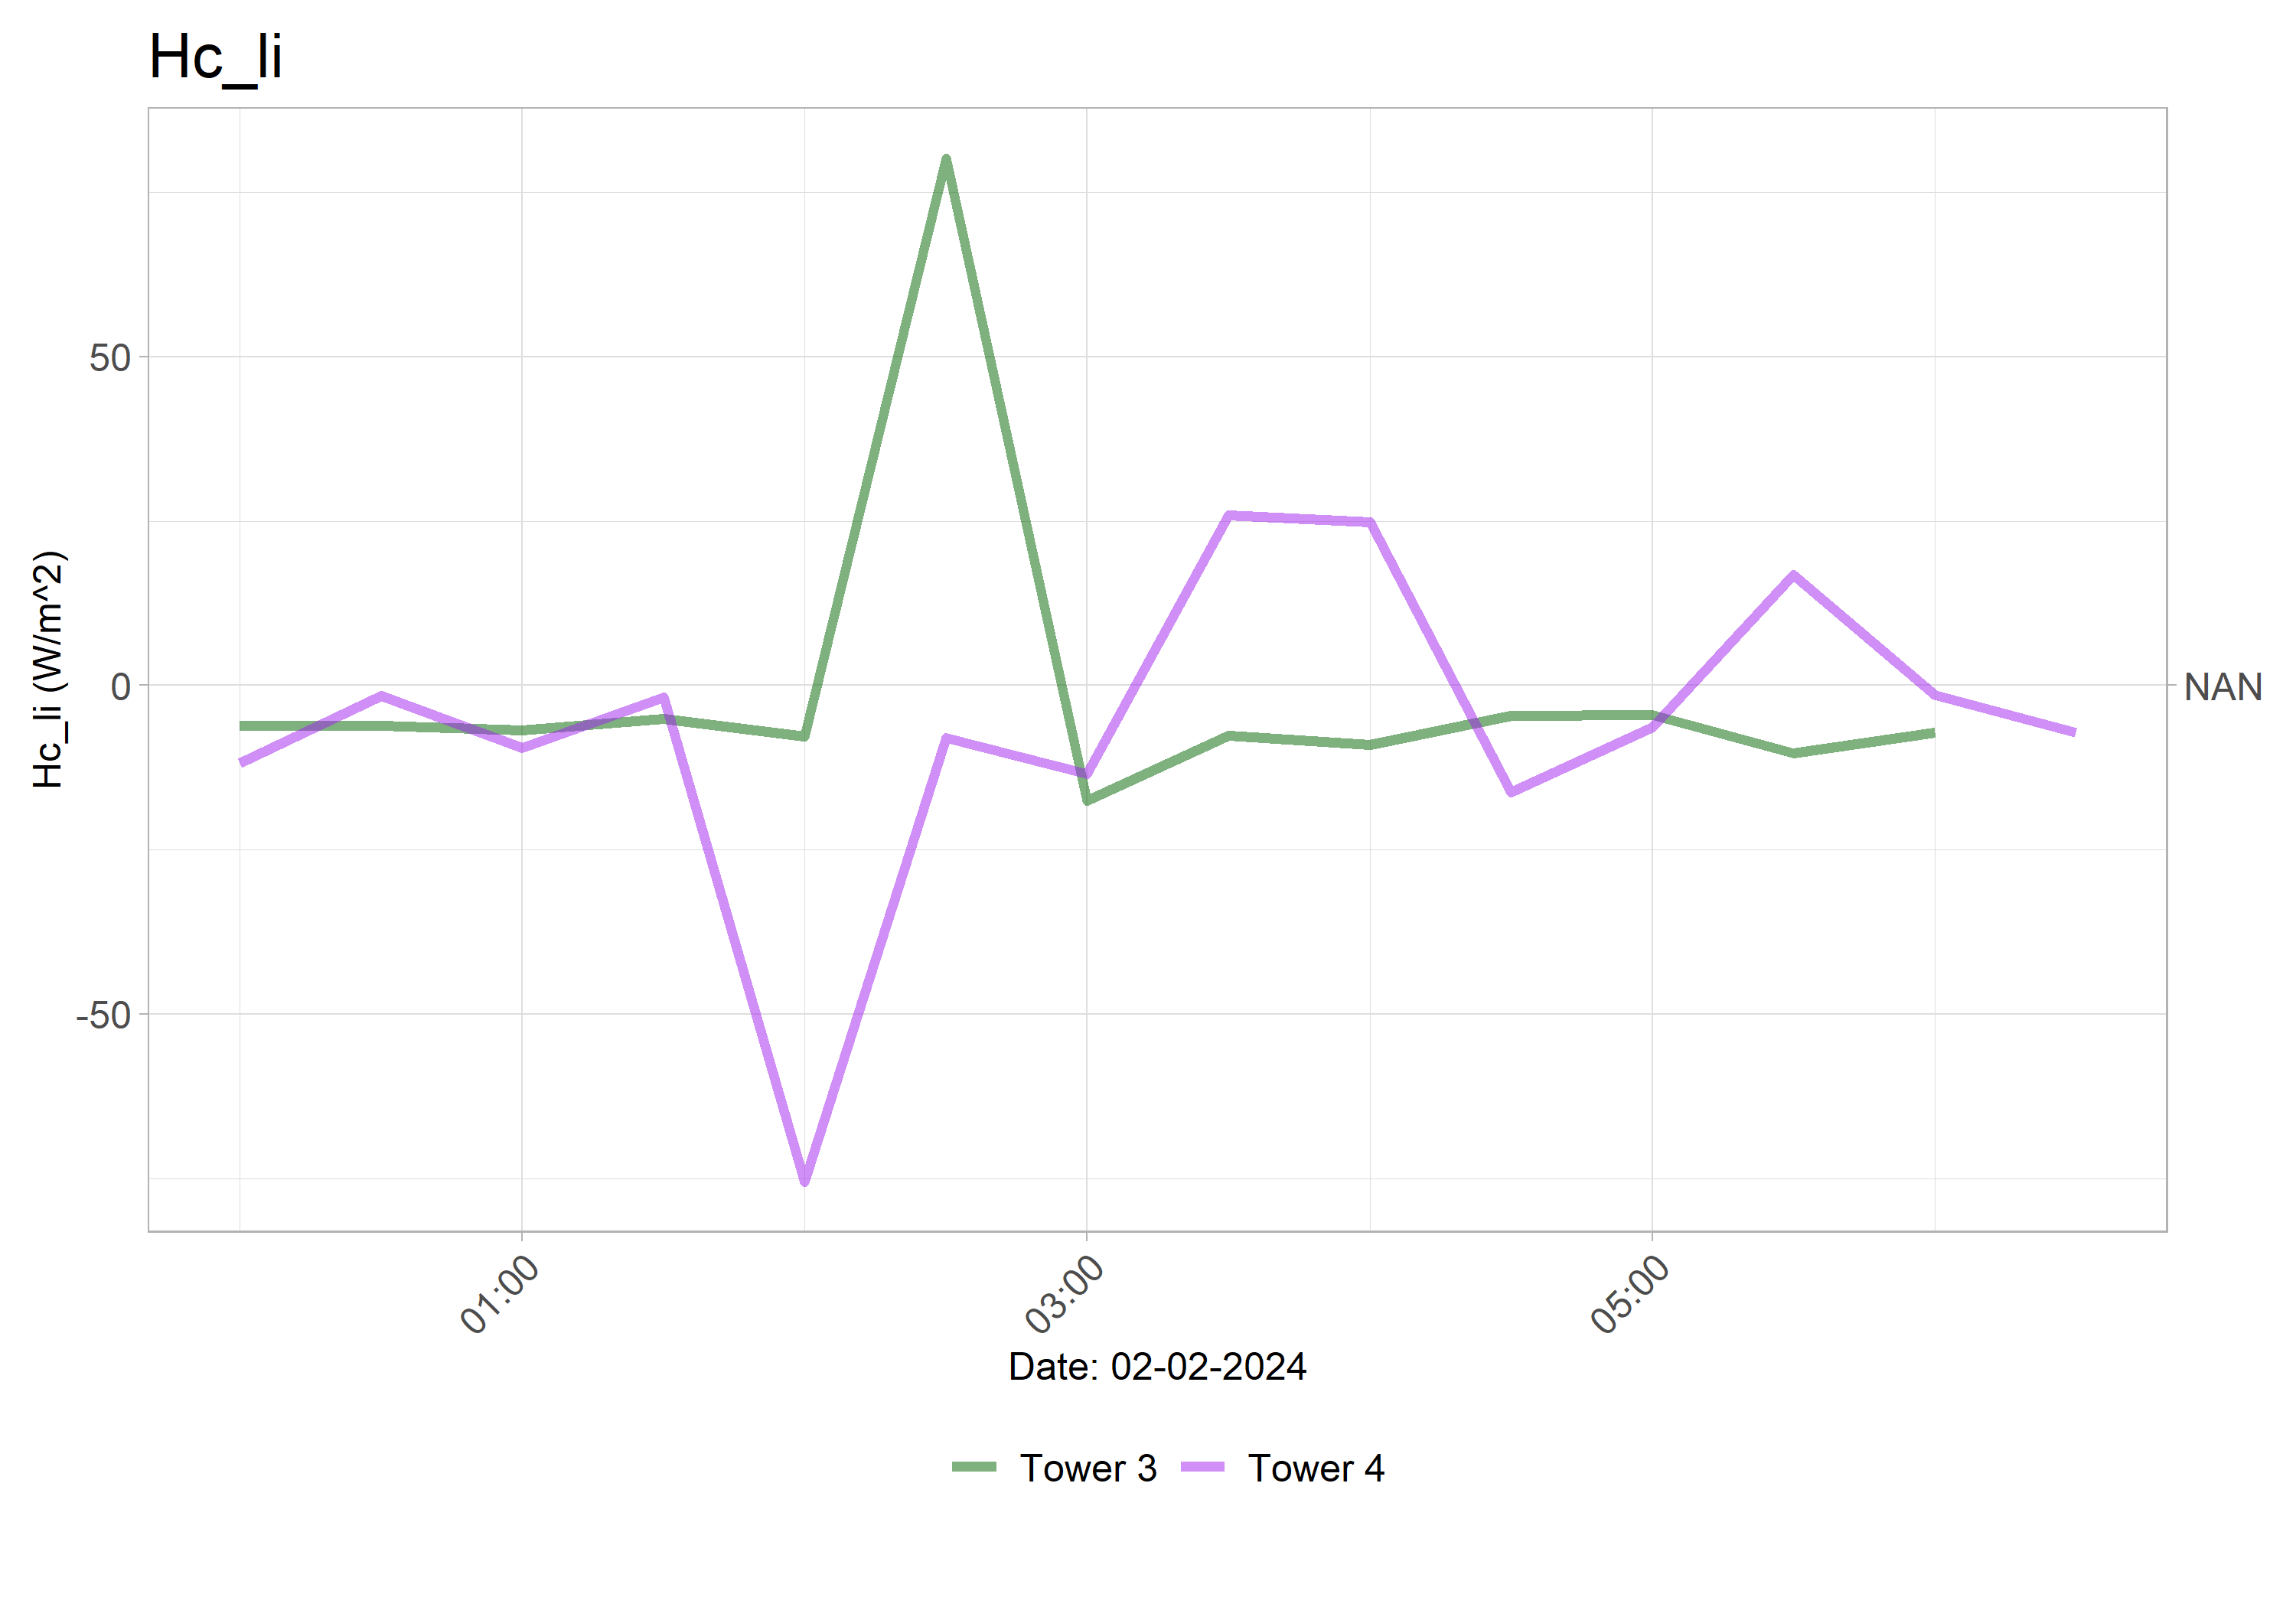 Hc_li
Hc_li (W/m^2)
50
0
-50
NAN
01:00
03:00
05:00
Date: 02-02-2024
Tower 3
Tower 4